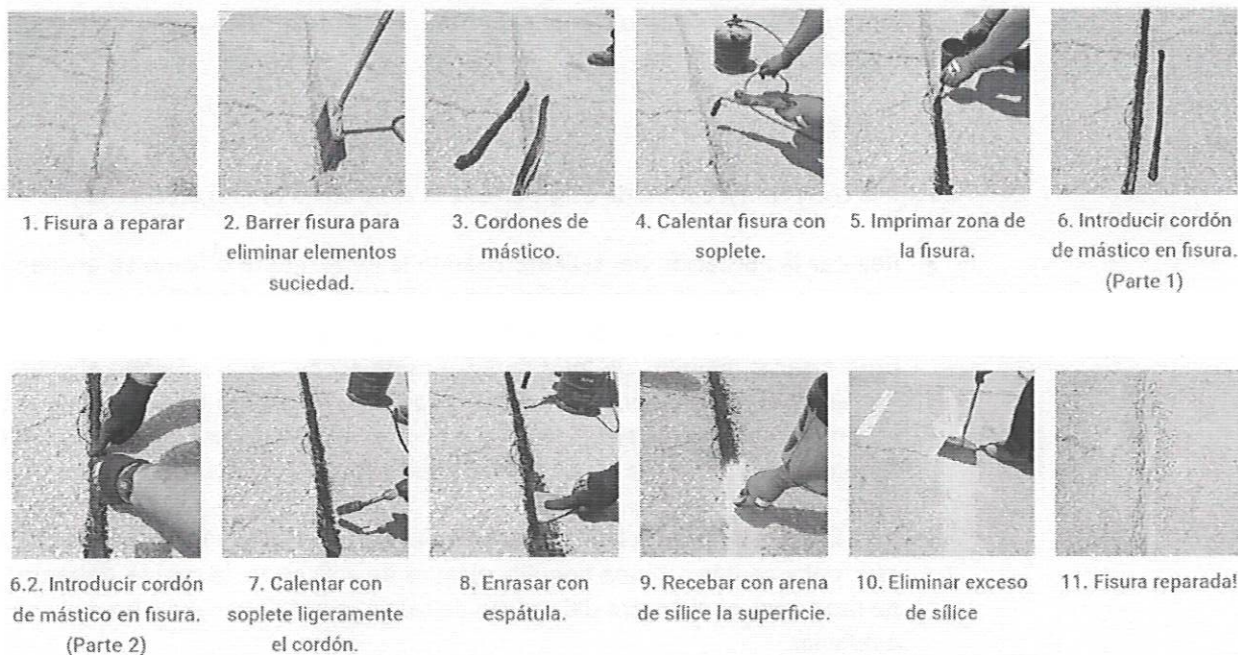 1. Fisura a reparar
2. Barrer fisura para
eliminar elementos
suciedad.
3. Cordones de
mástico.
4. Calentar fisura con
soplete.
5. Imprimar zona de
la fisura.
6. Introducir cordón
de mástico en fisura.
(Parte 1)
6.2. Introducir cordón
de mástico en fisura.
(Parte 2)
7. Calentar con
soplete ligeramente
el cordón.
8. Enrasar con
espátula.
9. Recebar con arena
de sílice la superficie.
10. Eliminar exceso
de sílice
11. Fisura reparada!